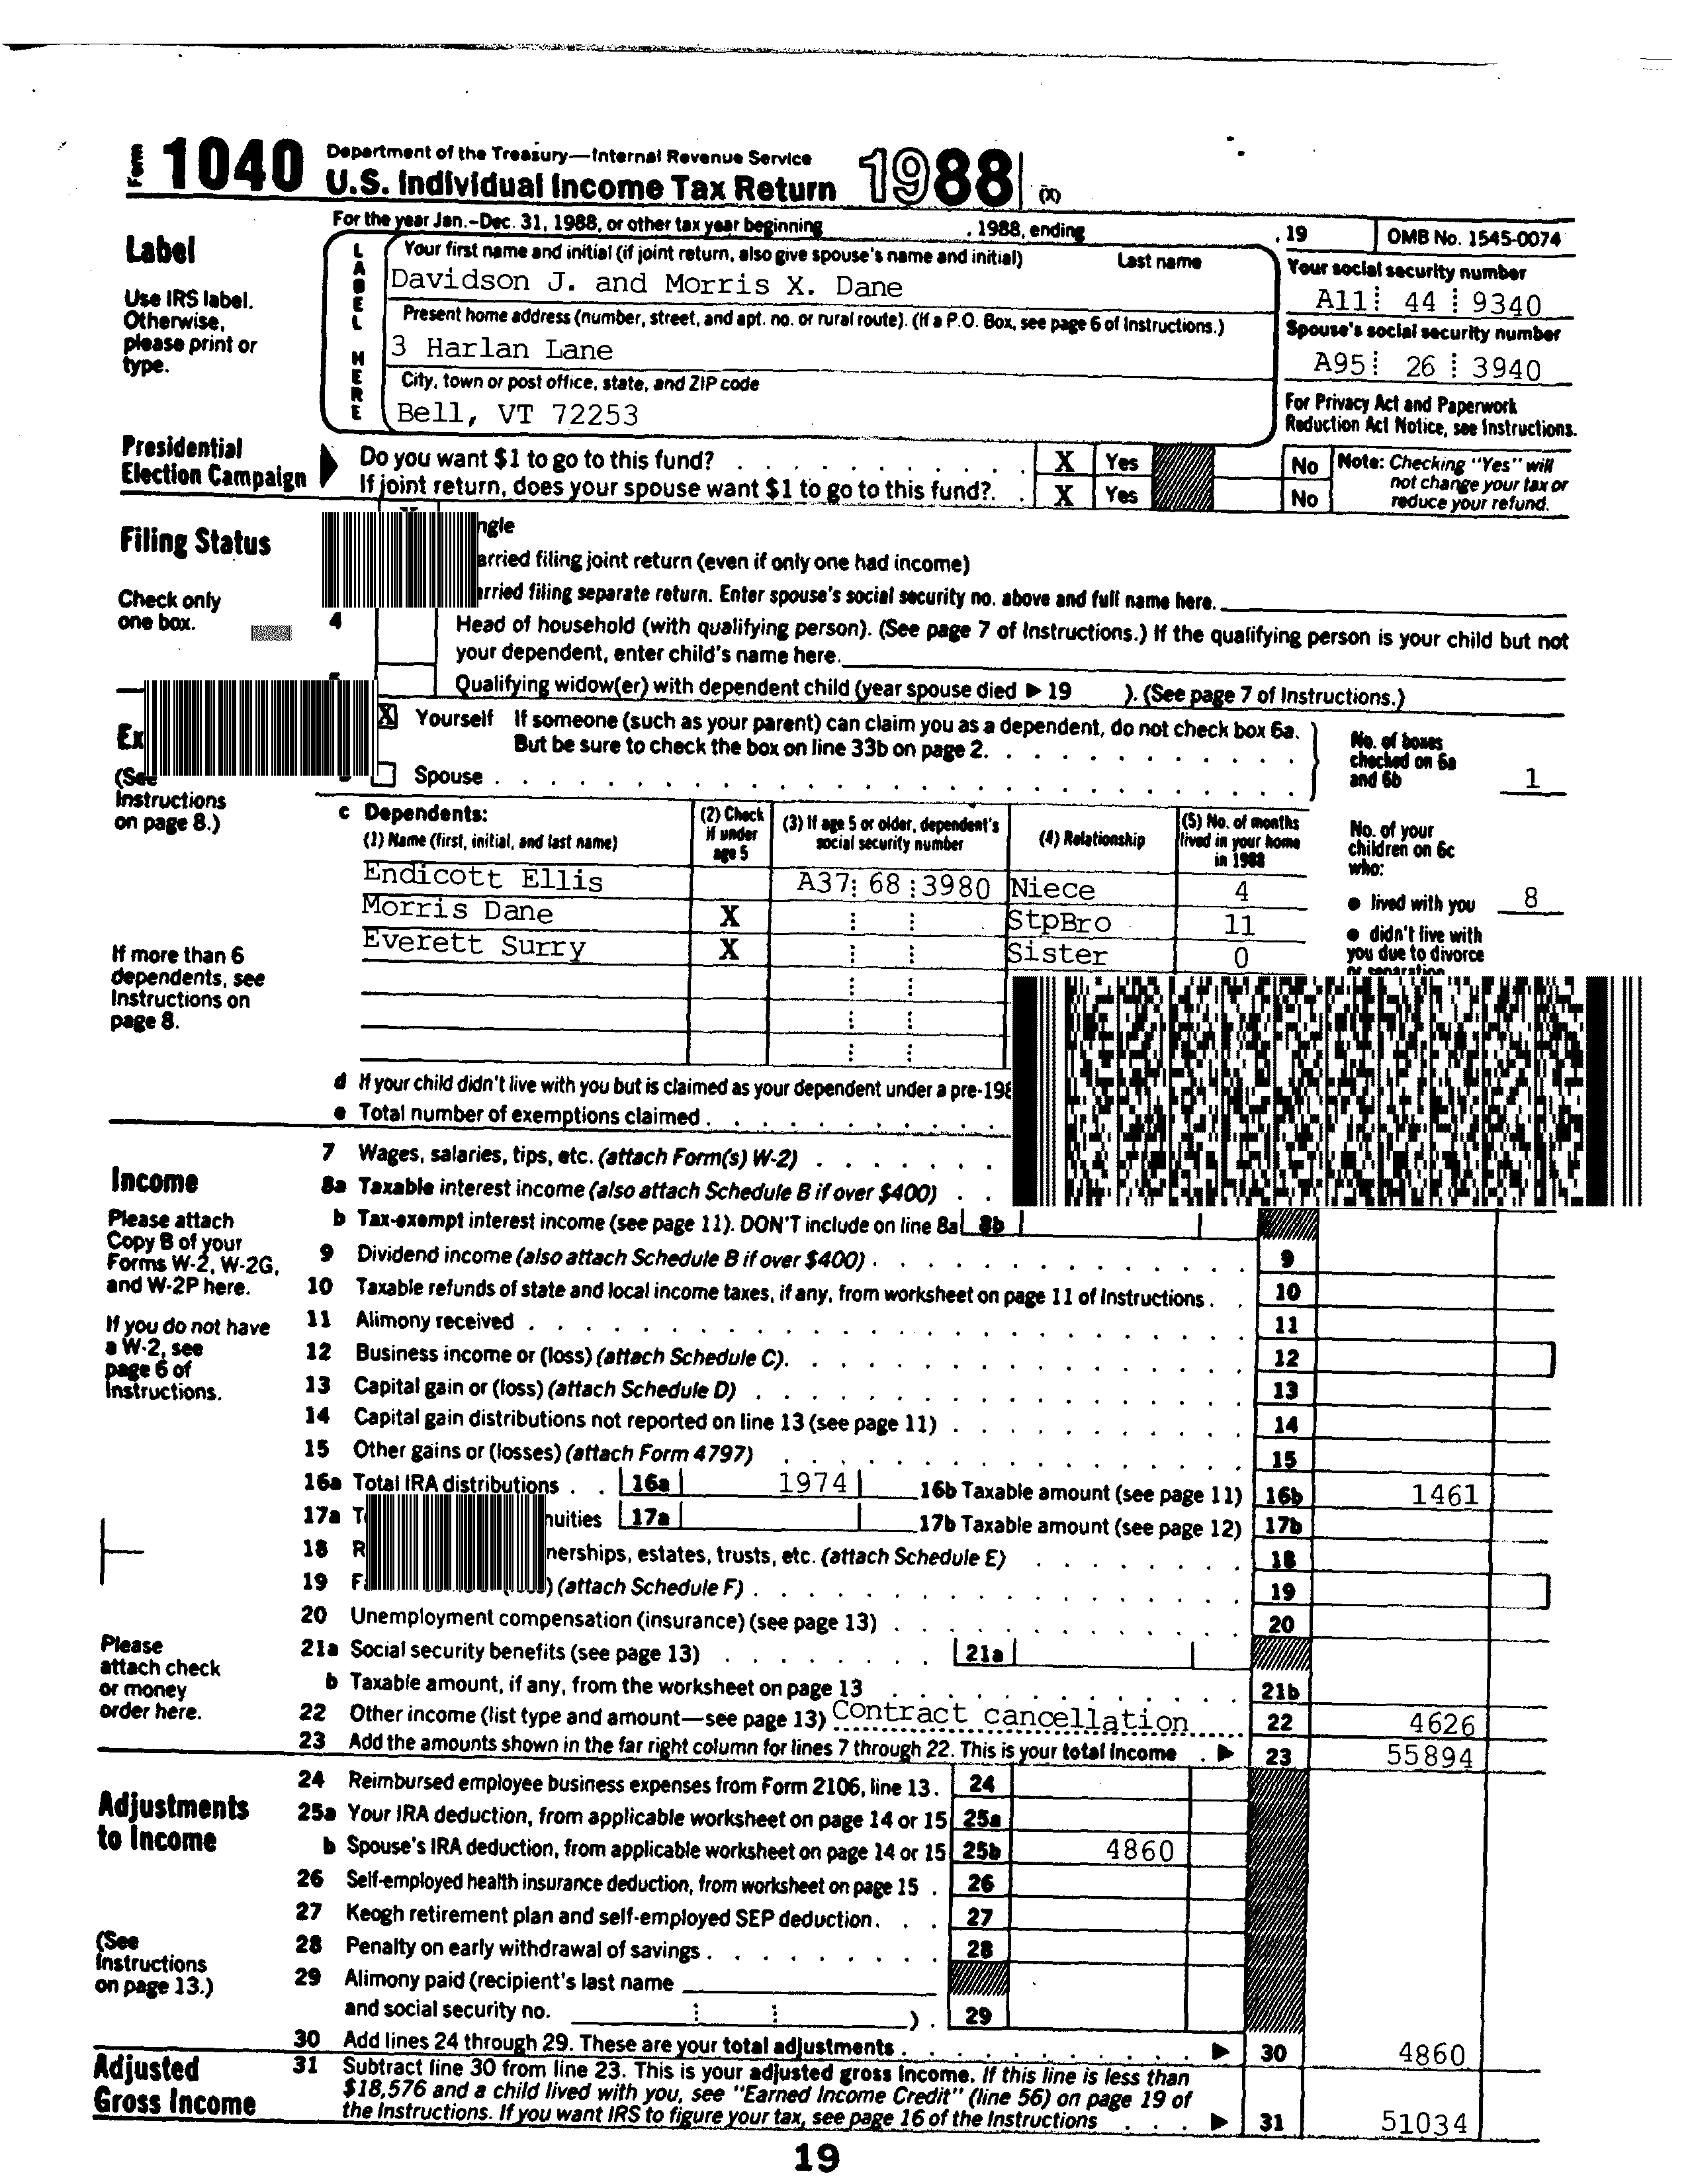 Form 1040 Department of the Treasury—Internal Revenue Service
U.S. Individual Income Tax Return 1988 (X)
For the year Jan.-Dec. 31, 1988, or other tax year beginning , 1988, ending , 19 OMB No. 1545-0074
Label
Use IRS label.
Otherwise,
please print or
type.
LABEL HERE
Your first name and initial (if joint return, also give spouse's name and initial) Last name
Davidson J. and Morris X. Dane
Present home address (number, street, and apt. no. or rural route). (If a P.O. Box, see page 6 of Instructions.)
3 Harlan Lane
City, town or post office, state, and ZIP code
Bell, VT 72253
Your social security number
A11 44 9340
Spouse's social security number
A95 26 3940
For Privacy Act and Paperwork
Reduction Act Notice, see Instructions.
Presidential
Election Campaign
Do you want $1 to go to this fund? X Yes No
If joint return, does your spouse want $1 to go to this fund?. X Yes No
Note: Checking "Yes" will
not change your tax or
reduce your refund.
Filing Status
Check only
one box.
ngle
arried filing joint return (even if only one had income)
rried filing separate return. Enter spouse's social security no. above and full name here.
4 Head of household (with qualifying person). (See page 7 of Instructions.) If the qualifying person is your child but not
your dependent, enter child's name here.
Qualifying widow(er) with dependent child (year spouse died ▶ 19 ). (See page 7 of Instructions.)
Ex
(See
Instructions
on page 8.)
X Yourself If someone (such as your parent) can claim you as a dependent, do not check box 6a.
But be sure to check the box on line 33b on page 2.
Spouse
No. of boxes
checked on 6a
and 6b 1
c Dependents:
(1) Name (first, initial, and last name)
(2) Check
if under
age 5
(3) If age 5 or older, dependent's
social security number
(4) Relationship
(5) No. of months
lived in your home
in 1988
Endicott Ellis A37 68 3980 Niece 4
Morris Dane X StpBro 11
Everett Surry X Sister 0
No. of your
children on 6c
who:
● lived with you 8
● didn't live with
you due to divorce
or separation
If more than 6
dependents, see
Instructions on
page 8.
d If your child didn't live with you but is claimed as your dependent under a pre-198
e Total number of exemptions claimed
Income
Please attach
Copy B of your
Forms W-2, W-2G,
and W-2P here.
If you do not have
a W-2, see
page 6 of
Instructions.
7 Wages, salaries, tips, etc. (attach Form(s) W-2)
8a Taxable interest income (also attach Schedule B if over $400)
b Tax-exempt interest income (see page 11). DON'T include on line 8a 8b
9 Dividend income (also attach Schedule B if over $400) 9
10 Taxable refunds of state and local income taxes, if any, from worksheet on page 11 of Instructions 10
11 Alimony received 11
12 Business income or (loss) (attach Schedule C) 12
13 Capital gain or (loss) (attach Schedule D) 13
14 Capital gain distributions not reported on line 13 (see page 11) 14
15 Other gains or (losses) (attach Form 4797) 15
16a Total IRA distributions 16a 1974 16b Taxable amount (see page 11) 16b 1461
17a T nuities 17a 17b Taxable amount (see page 12) 17b
18 R nerships, estates, trusts, etc. (attach Schedule E) 18
19 F ) (attach Schedule F) 19
20 Unemployment compensation (insurance) (see page 13) 20
Please
attach check
or money
order here.
21a Social security benefits (see page 13) 21a
b Taxable amount, if any, from the worksheet on page 13 21b
22 Other income (list type and amount—see page 13) Contract cancellation 22 4626
23 Add the amounts shown in the far right column for lines 7 through 22. This is your total income ▶ 23 55894
Adjustments
to Income
(See
Instructions
on page 13.)
24 Reimbursed employee business expenses from Form 2106, line 13. 24
25a Your IRA deduction, from applicable worksheet on page 14 or 15 25a
b Spouse's IRA deduction, from applicable worksheet on page 14 or 15 25b 4860
26 Self-employed health insurance deduction, from worksheet on page 15 26
27 Keogh retirement plan and self-employed SEP deduction 27
28 Penalty on early withdrawal of savings 28
29 Alimony paid (recipient's last name
and social security no. ) 29
30 Add lines 24 through 29. These are your total adjustments ▶ 30 4860
Adjusted
Gross Income
31 Subtract line 30 from line 23. This is your adjusted gross income. If this line is less than
$18,576 and a child lived with you, see "Earned Income Credit" (line 56) on page 19 of
the Instructions. If you want IRS to figure your tax, see page 16 of the Instructions ▶ 31 51034
19